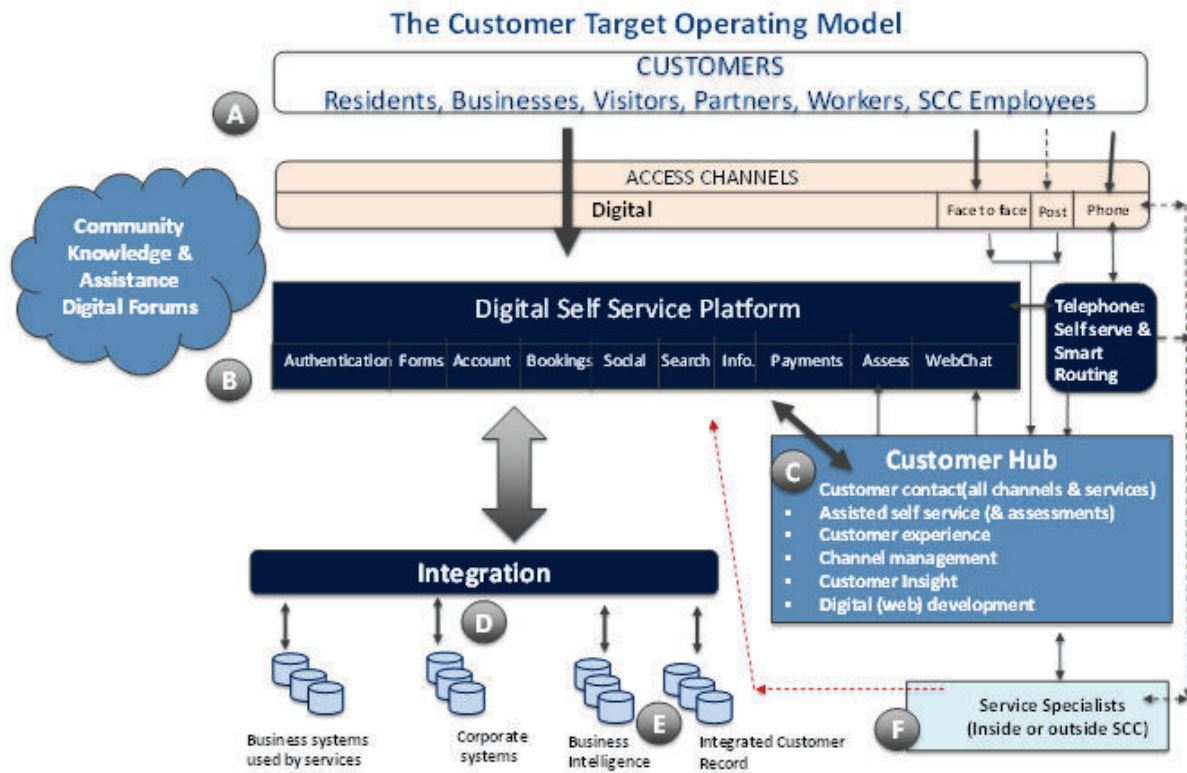 The Customer Target Operating Model
CUSTOMERS
Residents, Businesses, Visitors, Partners, Workers, SCC Employees
A
ACCESS CHANNELS
Digital
Face to face
Post
Phone
Community
Knowledge &
Assistance
Digital Forums
Digital Self Service Platform
Authentication
Forms
Account
Bookings
Social
Search
Info.
Payments
Assess
WebChat
B
Telephone:
Self serve &
Smart
Routing
C
Customer Hub
Customer contact(all channels & services)
▪ Assisted self service (& assessments)
▪ Customer experience
▪ Channel management
▪ Customer Insight
▪ Digital (web) development
Integration
D
E
Business systems
used by services
Corporate
systems
Business
Intelligence
Integrated Customer
Record
F
Service Specialists
(Inside or outside SCC)